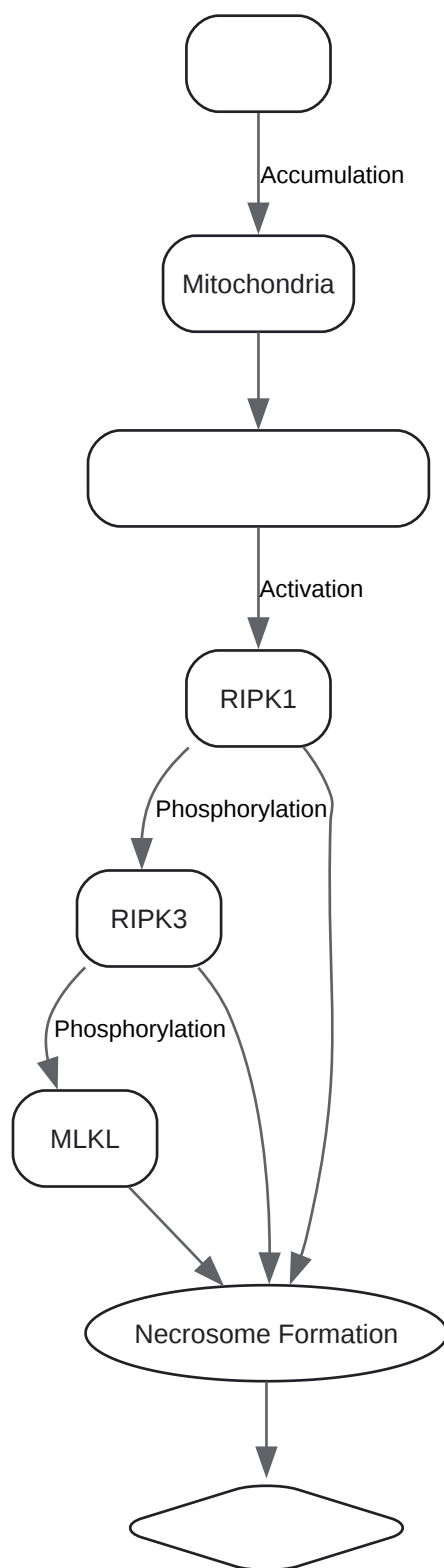 Accumulation
Mitochondria
Activation
RIPK1
Phosphorylation
RIPK3
Phosphorylation
MLKL
Necrosome Formation